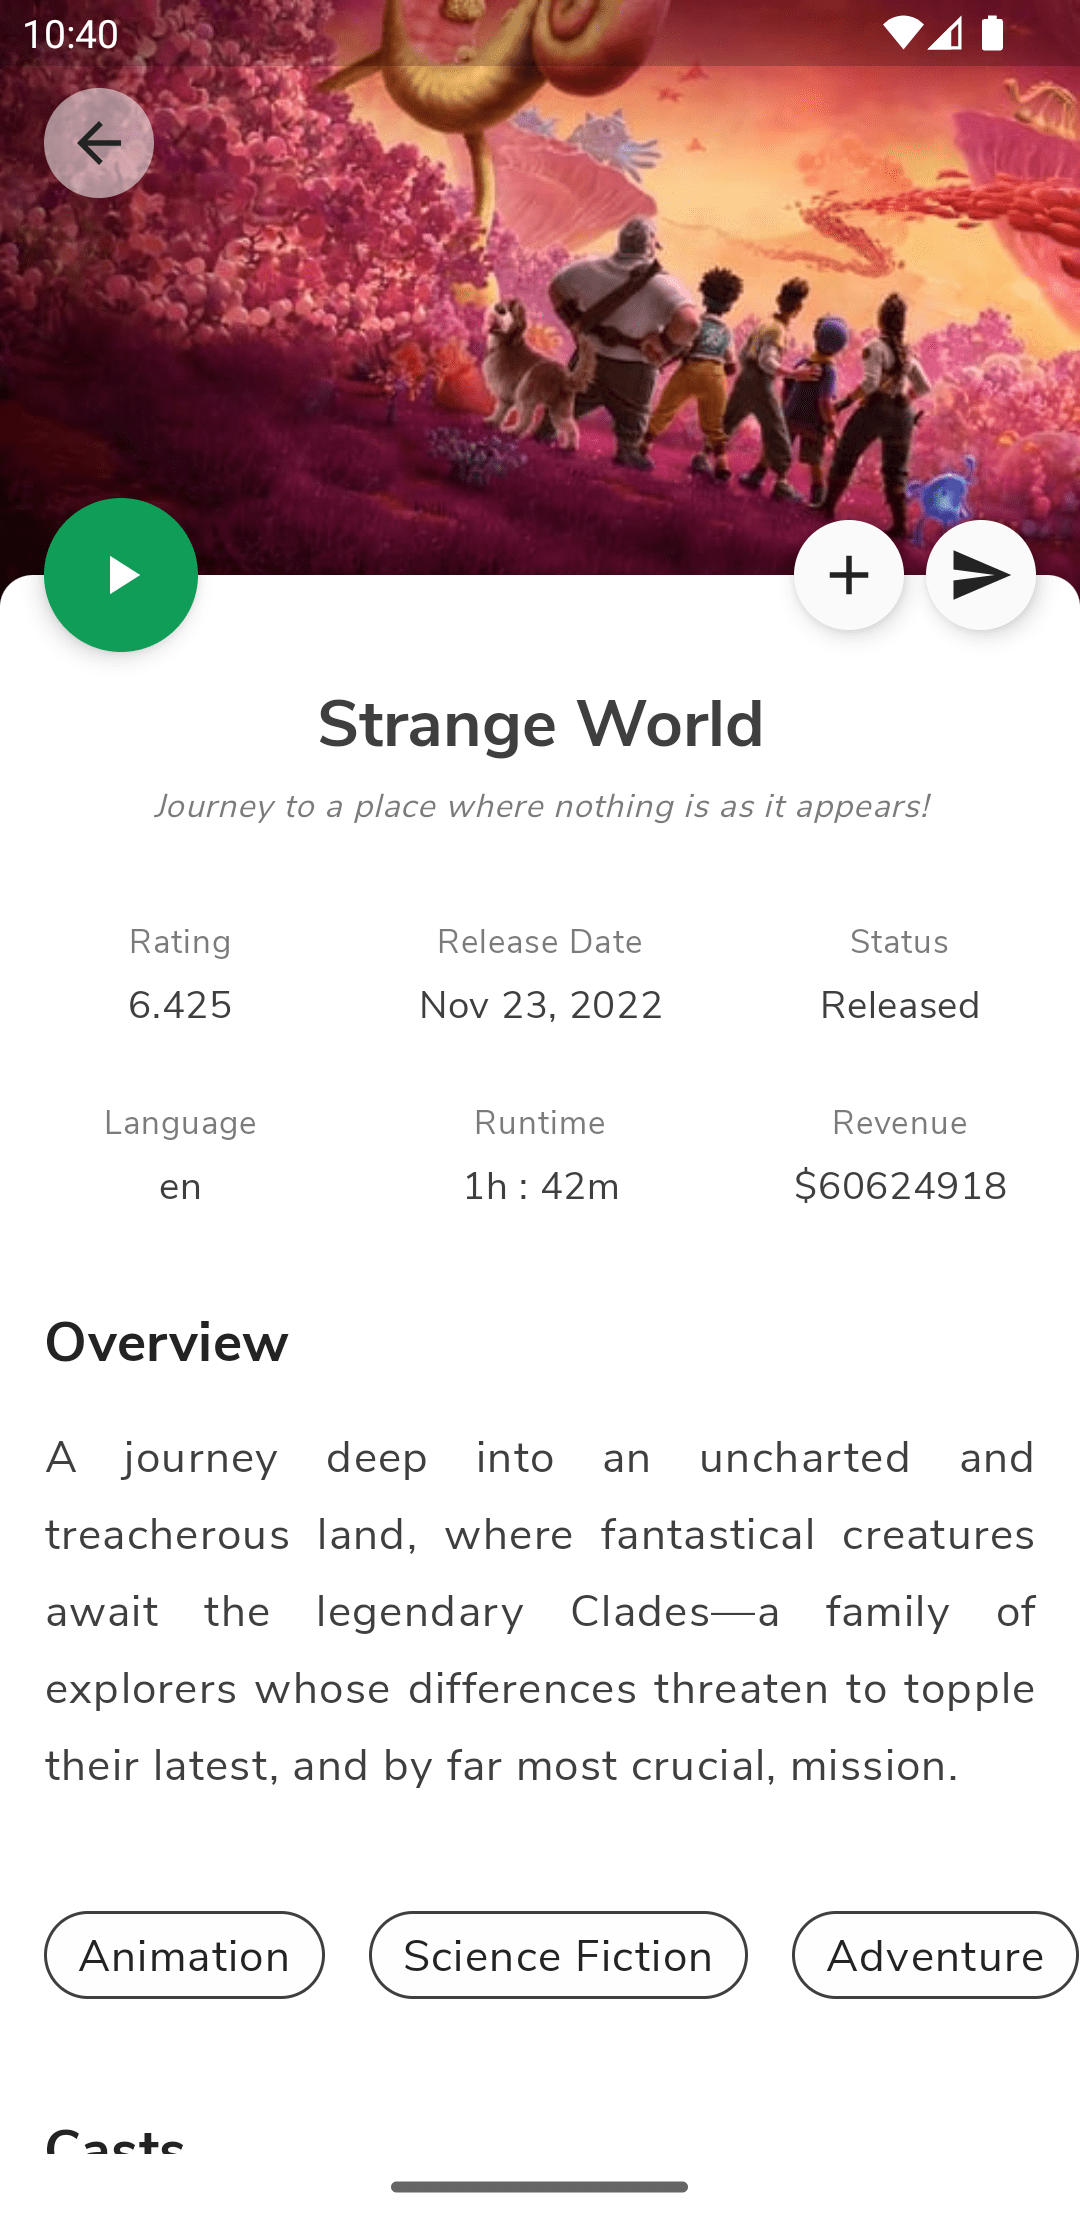 10:40
Strange World
Journey to a place where nothing is as it appears!
Rating
Release Date
Status
6.425
Nov 23, 2022
Released
Language
Runtime
Revenue
en
1h : 42m
$60624918
Overview
A journey deep into an uncharted and
treacherous land, where fantastical creatures
await the legendary Clades—a family of
explorers whose differences threaten to topple
their latest, and by far most crucial, mission.
Animation
Science Fiction
Adventure
Casts